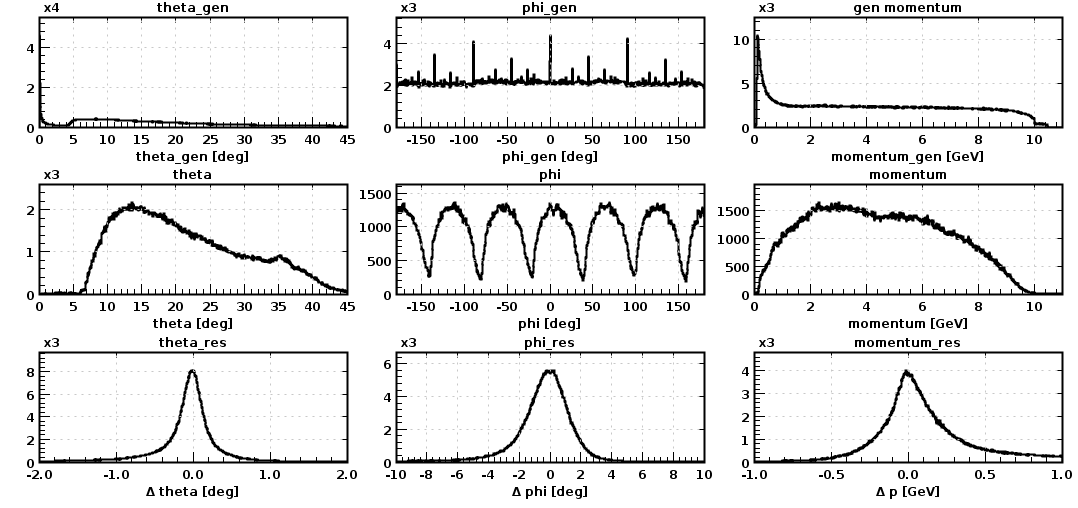 x4 theta_gen
4
2
0
0 5 10 15 20 25 30 35 40 45
theta_gen [deg]
x3 phi_gen
4
2
0
-150 -100 -50 0 50 100 150
phi_gen [deg]
x3 gen momentum
10
5
0
0 2 4 6 8 10
momentum_gen [GeV]
x3 theta
2
1
0
0 5 10 15 20 25 30 35 40 45
theta [deg]
phi
1500
1000
500
0
-150 -100 -50 0 50 100 150
phi [deg]
momentum
1500
1000
500
0
0 2 4 6 8 10
momentum [GeV]
x3 theta_res
8
6
4
2
0
-2.0 -1.0 0.0 1.0 2.0
Δ theta [deg]
x3 phi_res
6
4
2
0
-10 -8 -6 -4 -2 0 2 4 6 8 10
Δ phi [deg]
x3 momentum_res
4
3
2
1
0
-1.0 -0.5 0.0 0.5 1.0
Δ p [GeV]